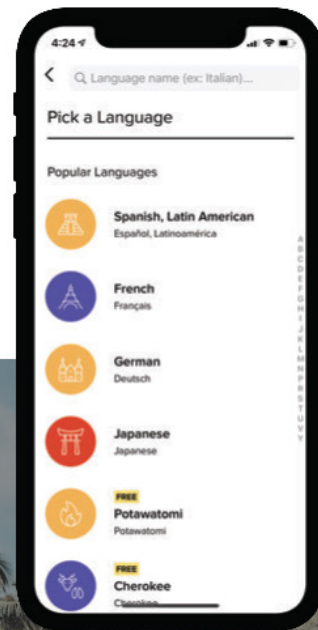 4:24
Language name (ex: Italian)...
Pick a Language
Popular Languages
Spanish, Latin American
Español, Latinoamérica
French
Français
German
Deutsch
Japanese
Japanese
FREE
Potawatomi
Potawatomi
FREE
Cherokee
Cherokee
A
B
C
D
E
F
G
H
I
J
K
L
M
N
P
R
S
T
U
V
Y